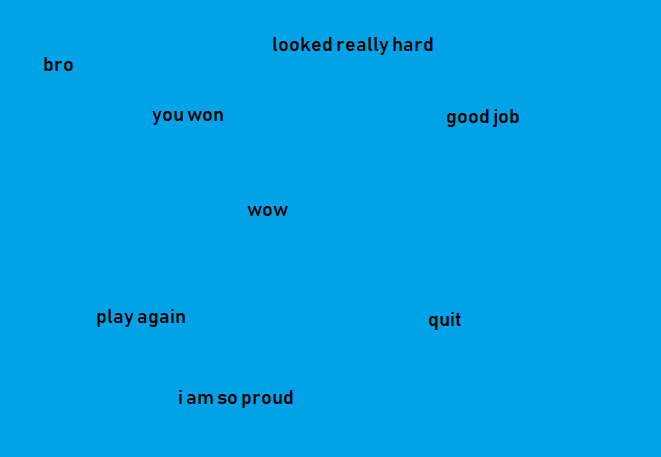 looked really hard
bro
you won
good job
wow
play again
quit
i am so proud